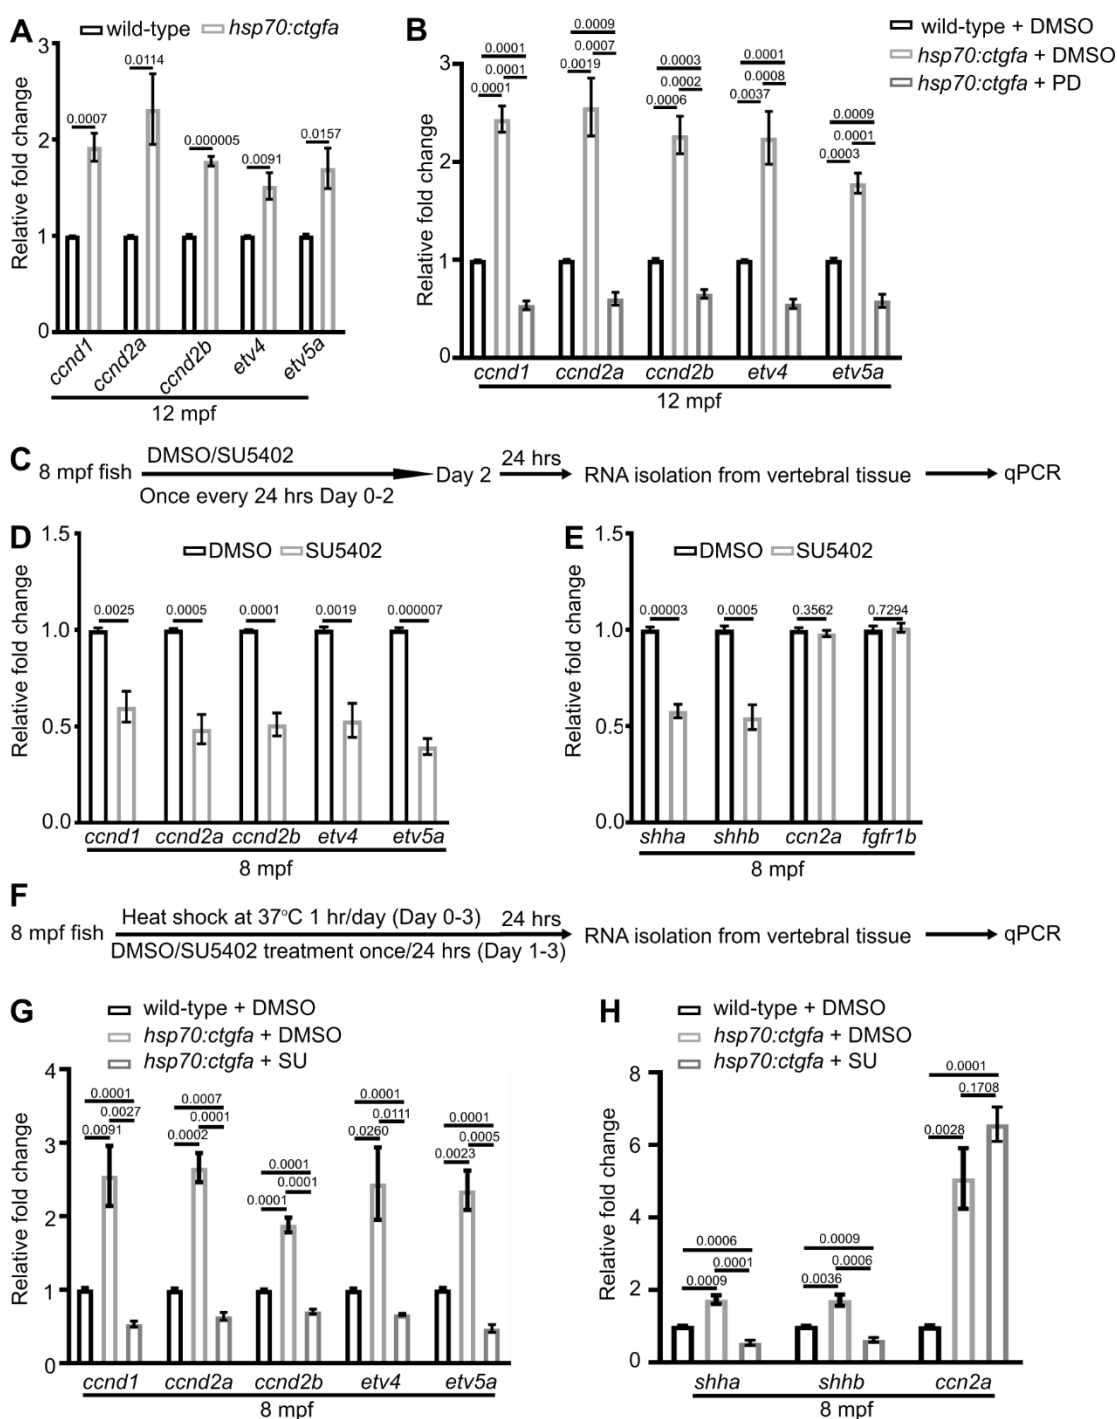 A
wild-type hsp70:ctgfa
Relative fold change
3
2
1
0
0.0007
0.0114
0.000005
0.0091
0.0157
ccnd1 ccnd2a ccnd2b etv4 etv5a
12 mpf
B
wild-type + DMSO
hsp70:ctgfa + DMSO
hsp70:ctgfa + PD
Relative fold change
3
2
1
0
0.0001
0.0001
0.0001
0.0009
0.0007
0.0019
0.0003
0.0002
0.0006
0.0001
0.0008
0.0037
0.0009
0.0001
0.0003
ccnd1 ccnd2a ccnd2b etv4 etv5a
12 mpf
C
8 mpf fish
DMSO/SU5402
Once every 24 hrs Day 0-2
Day 2
24 hrs
RNA isolation from vertebral tissue
qPCR
D
DMSO SU5402
Relative fold change
1.5
1.0
0.5
0.0
0.0025 0.0005 0.0001 0.0019 0.000007
ccnd1 ccnd2a ccnd2b etv4 etv5a
8 mpf
E
DMSO SU5402
Relative fold change
1.5
1.0
0.5
0.0
0.00003 0.0005 0.3562 0.7294
shha shhb ccn2a fgfr1b
8 mpf
F
8 mpf fish
Heat shock at 37°C 1 hr/day (Day 0-3)
DMSO/SU5402 treatment once/24 hrs (Day 1-3)
24 hrs
RNA isolation from vertebral tissue
qPCR
G
wild-type + DMSO
hsp70:ctgfa + DMSO
hsp70:ctgfa + SU
Relative fold change
4
3
2
1
0
0.0001
0.0027
0.0091
0.0007
0.0001
0.0002
0.0001
0.0001
0.0001
0.0001
0.0111
0.0260
0.0001
0.0005
0.0023
ccnd1 ccnd2a ccnd2b etv4 etv5a
8 mpf
H
wild-type + DMSO
hsp70:ctgfa + DMSO
hsp70:ctgfa + SU
Relative fold change
8
6
4
2
0
0.0006
0.0001
0.0009
0.0009
0.0006
0.0036
0.0001
0.1708
0.0028
shha shhb ccn2a
8 mpf